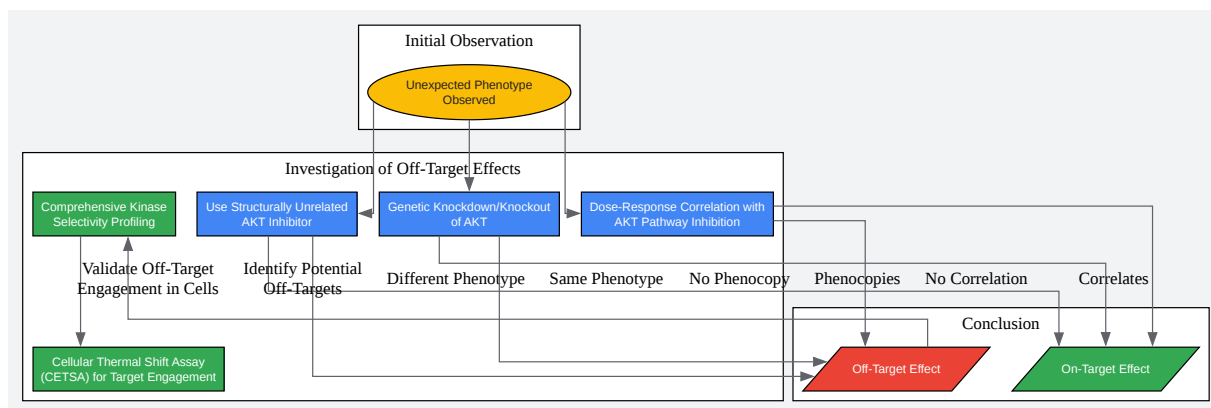 Initial Observation
Unexpected Phenotype
Observed
Investigation of Off-Target Effects
Comprehensive Kinase
Selectivity Profiling
Use Structurally Unrelated
AKT Inhibitor
Genetic Knockdown/Knockout
of AKT
Dose-Response Correlation with
AKT Pathway Inhibition
Validate Off-Target
Engagement in Cells
Identify Potential
Off-Targets
Different Phenotype
Same Phenotype
No Phenocopy
Phenocopies
No Correlation
Correlates
Conclusion
Cellular Thermal Shift Assay
(CETSA) for Target Engagement
Off-Target Effect
On-Target Effect